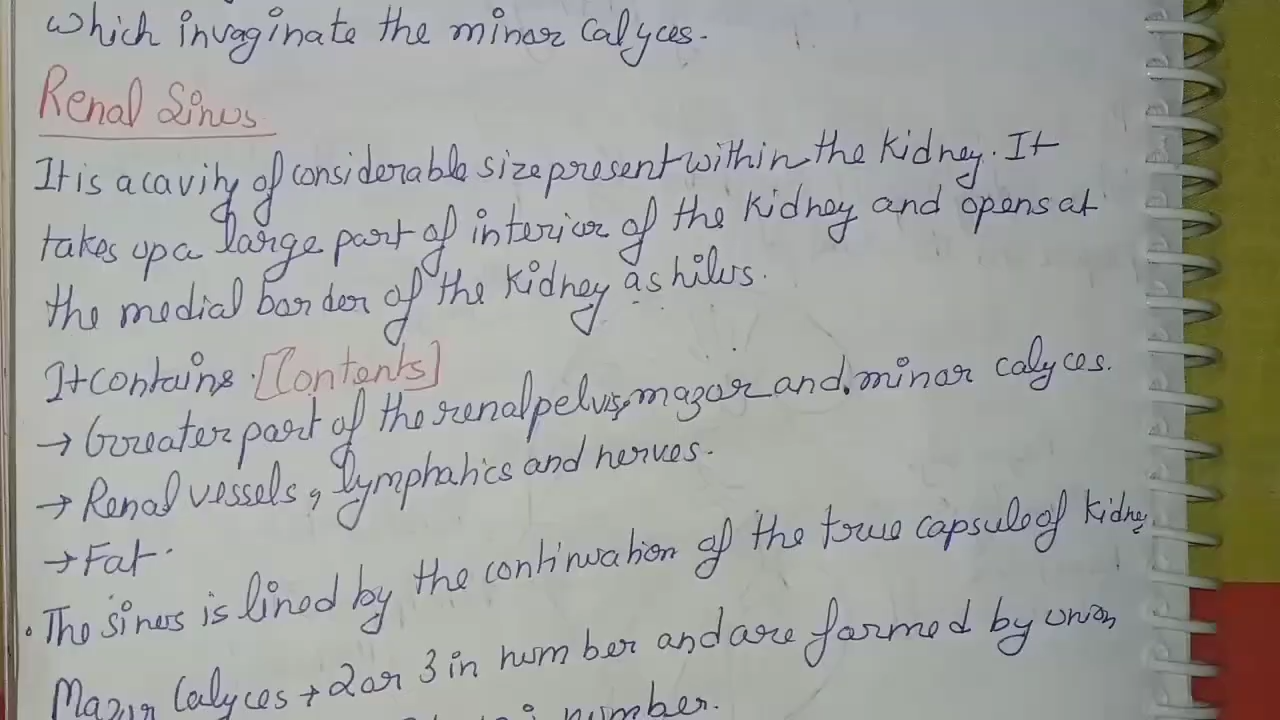 which invaginate the minor calyces.
Renal Sinus
It is a cavity of considerable size present within the kidney. It
takes up a large part of interior of the kidney and opens at
the medial border of the kidney as hilus.
It contains [Contents]
→ Greater part of the renal pelvis, mazor and minor calyces.
→ Renal vessels, lymphatics and nerves.
→ Fat.
. The sinus is lined by the continuation of the true capsule of kidney
Mazor Calyces → 2 or 3 in number and are formed by union
number.